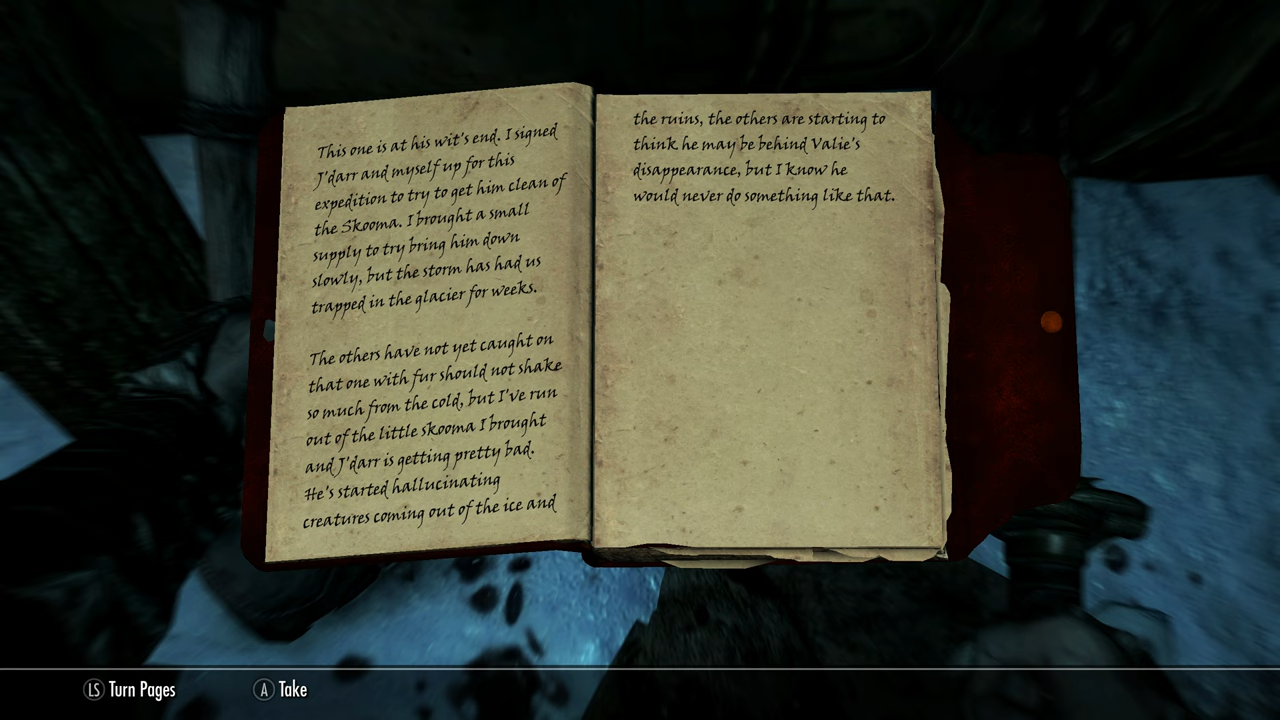 This one is at his wit's end. I signed
J'darr and myself up for this
expedition to try to get him clean of
the Skooma. I brought a small
supply to try bring him down
slowly, but the storm has had us
trapped in the glacier for weeks.
The others have not yet caught on
that one with fur should not shake
so much from the cold, but I've run
out of the little skooma I brought
and J'darr is getting pretty bad.
He's started hallucinating
creatures coming out of the ice and
the ruins, the others are starting to
think he may be behind Valie's
disappearance, but I know he
would never do something like that.
LS Turn Pages
A Take